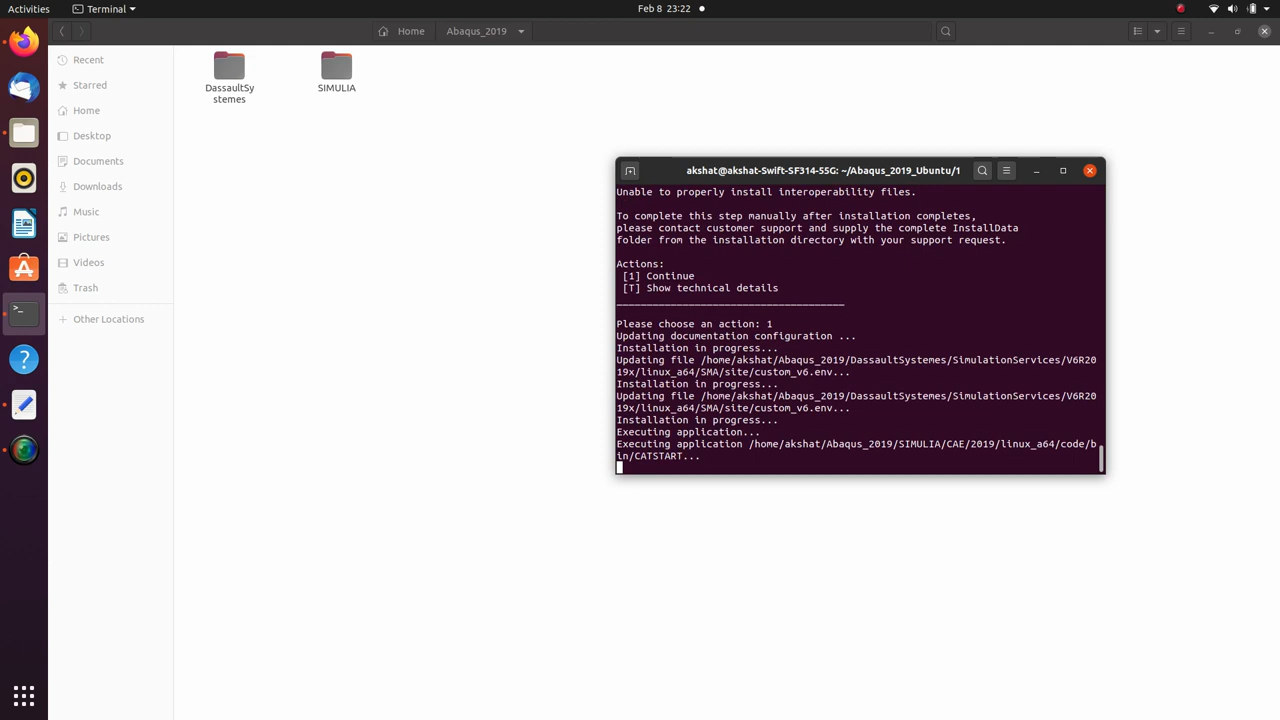 Activities
Terminal
Feb 8 23:22
Home
Abaqus_2019
Recent
Starred
Home
Desktop
Documents
Downloads
Music
Pictures
Videos
Trash
Other Locations
DassaultSy
stemes
SIMULIA
akshat@akshat-Swift-SF314-55G: ~/Abaqus_2019_Ubuntu/1
Unable to properly install interoperability files.
To complete this step manually after installation completes,
please contact customer support and supply the complete InstallData
folder from the installation directory with your support request.
Actions:
[1] Continue
[T] Show technical details
______________________________________
Please choose an action: 1
Updating documentation configuration ...
Installation in progress...
Updating file /home/akshat/Abaqus_2019/DassaultSystemes/SimulationServices/V6R20
19x/linux_a64/SMA/site/custom_v6.env...
Installation in progress...
Updating file /home/akshat/Abaqus_2019/DassaultSystemes/SimulationServices/V6R20
19x/linux_a64/SMA/site/custom_v6.env...
Installation in progress...
Executing application...
Executing application /home/akshat/Abaqus_2019/SIMULIA/CAE/2019/linux_a64/code/b
in/CATSTART...